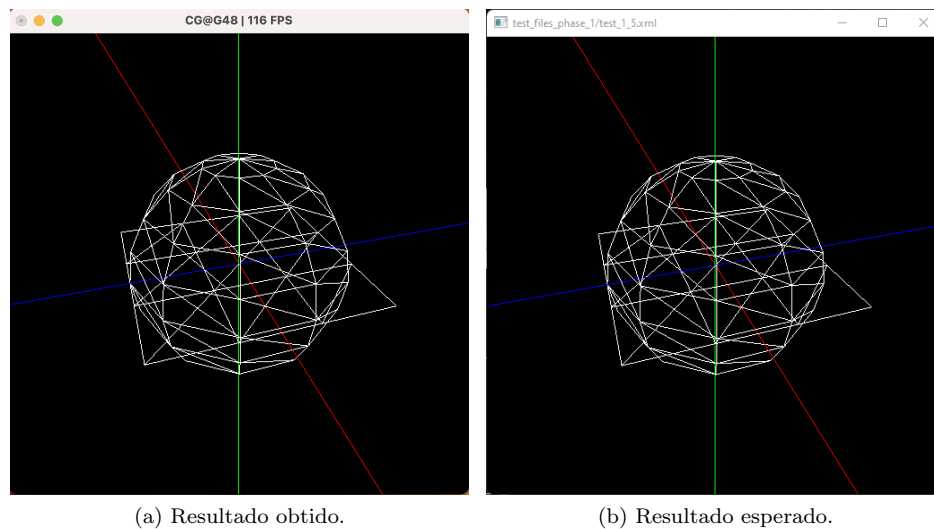 CG@G48 | 116 FPS
test_files_phase_1/test_1_5.xml
(a) Resultado obtido.
(b) Resultado esperado.